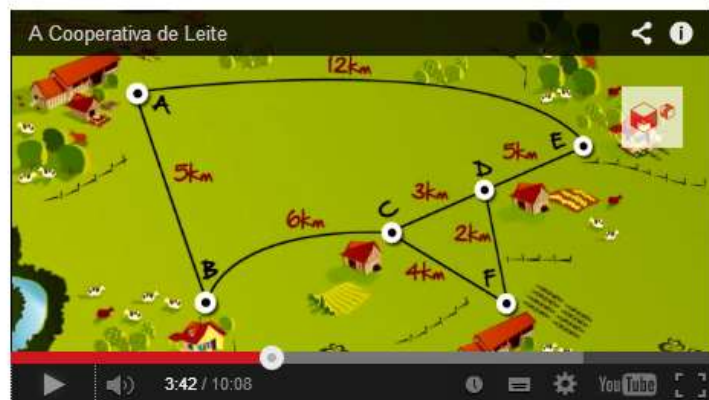 A Cooperativa de Leite
12km
A
E
5km
D
5km
3km
C
6km
2km
B
4km
F
3:42 / 10:08
YouTube